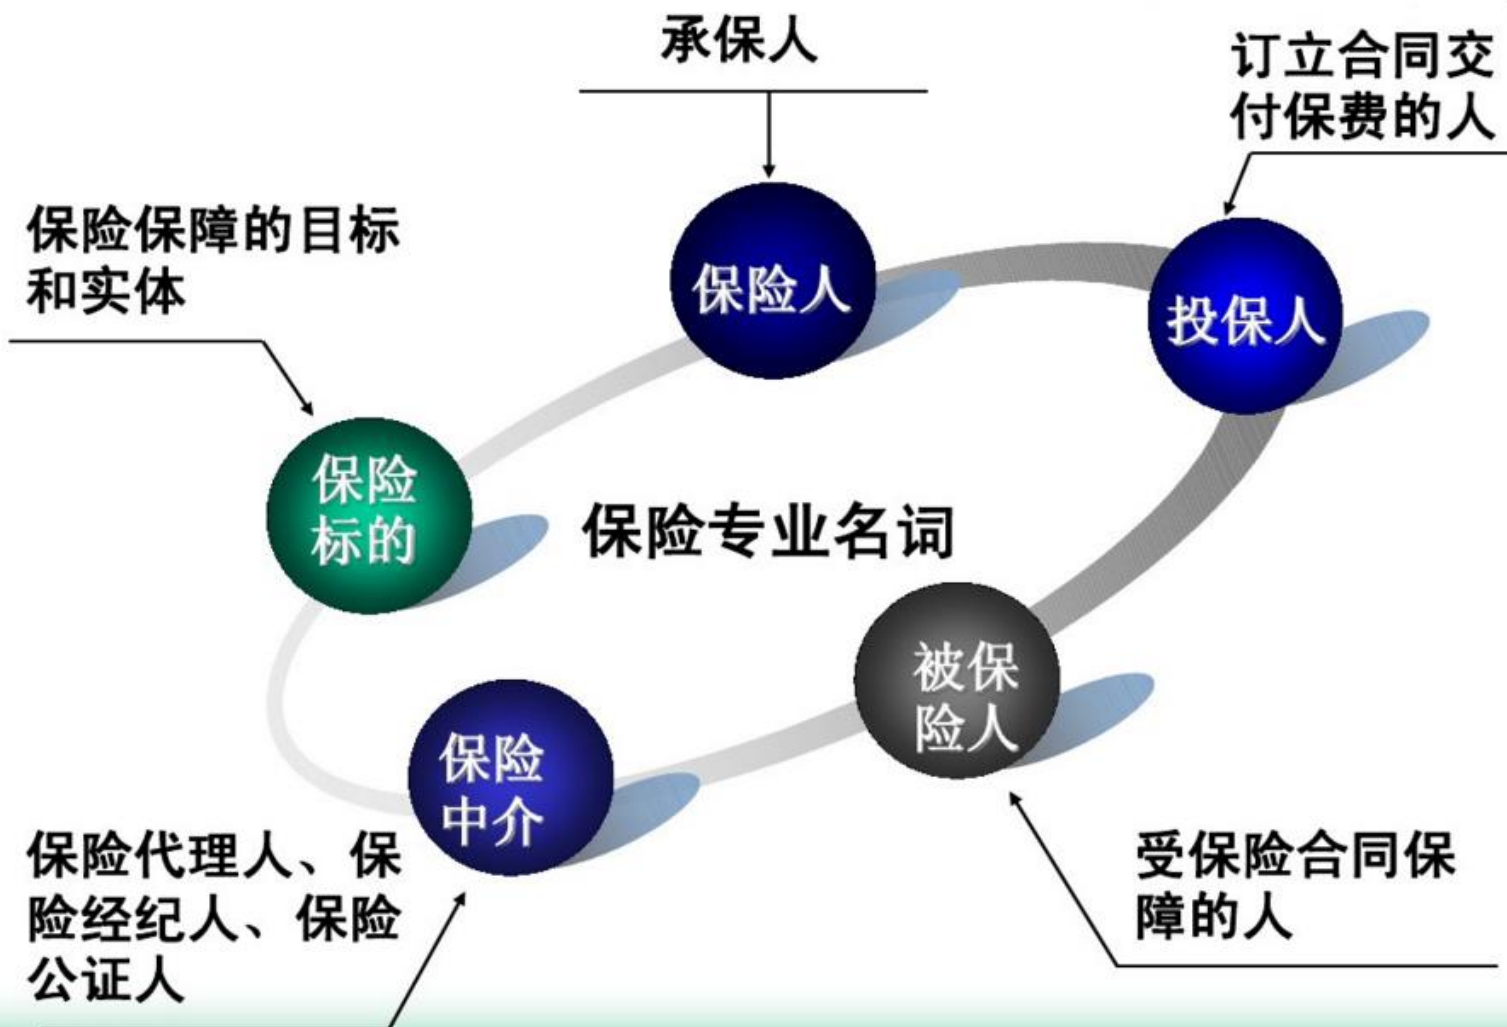 承保人
订立合同交
付保费的人
保险保障的目标
和实体
保险人
投保人
保险
标的
保险专业名词
被保
险人
保险
中介
保险代理人、保
险经纪人、保险
公证人
受保险合同保
障的人